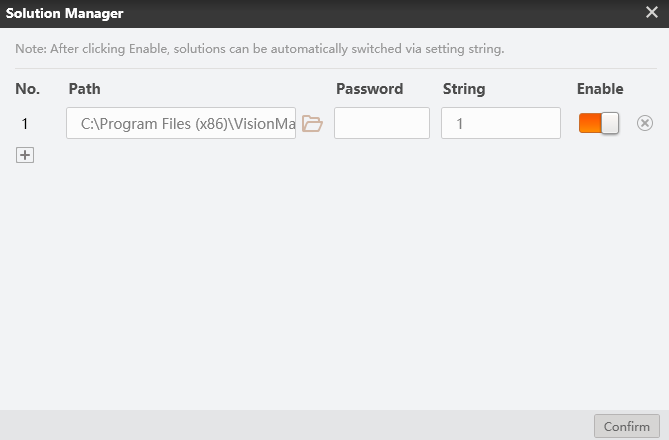 Solution Manager
Note: After clicking Enable, solutions can be automatically switched via setting string.
No. Path Password String Enable
1 C:\Program Files (x86)\VisionMa 1
Confirm